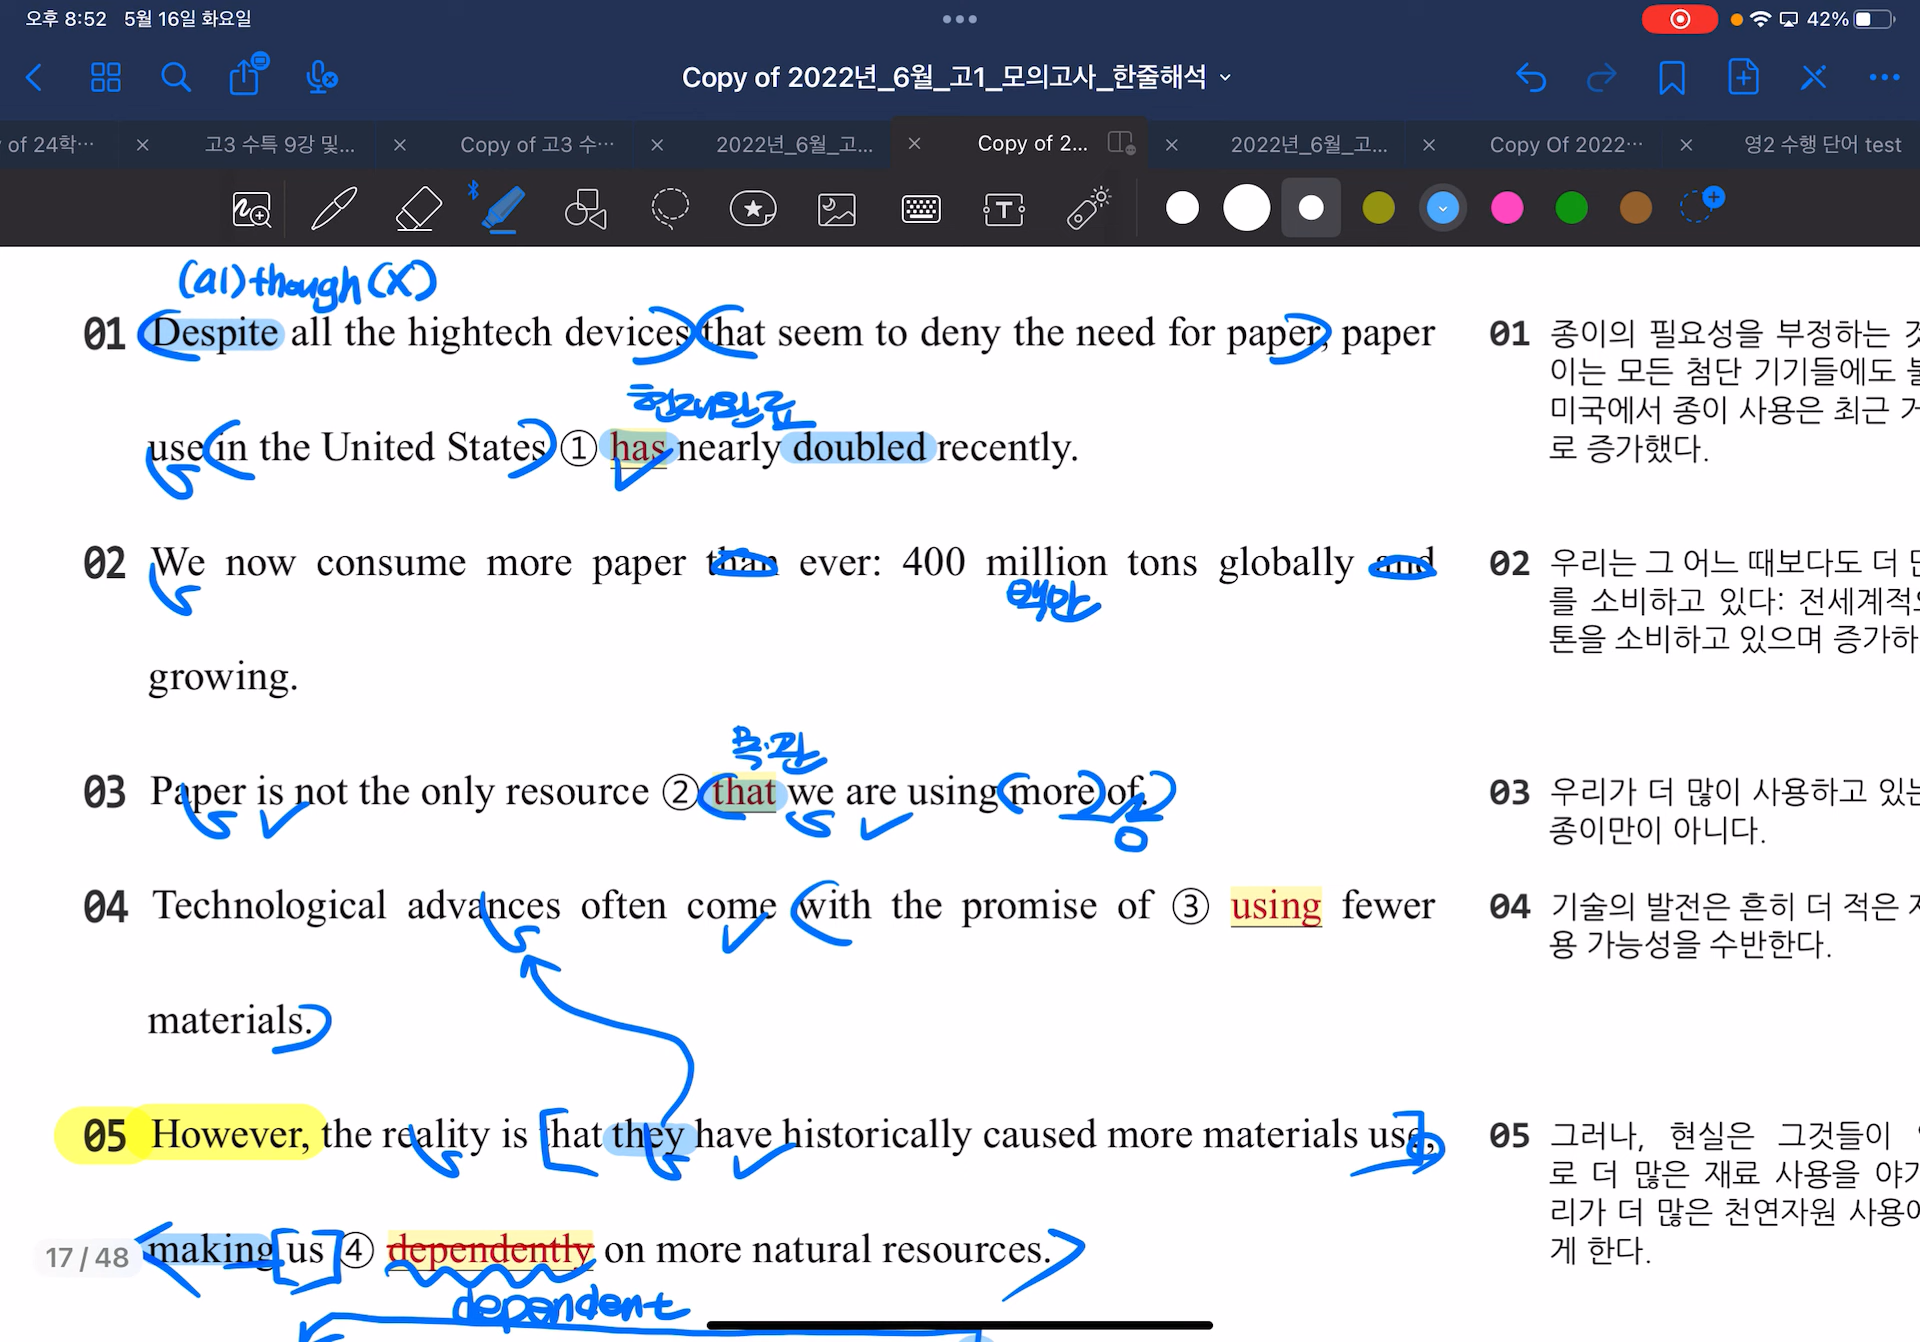 오후 8:52 5월 16일 화요일
42%
Copy of 2022년_6월_고1_모의고사_한줄해석
of 24학…
고3 수특 9강 및...
Copy of 고3 수…
2022년_6월_고...
Copy of 2...
2022년_6월_고...
Copy Of 2022…
영2 수행 단어 test
(al)though(X)
01 Despite all the hightech devices that seem to deny the need for paper, paper
현재완료
use in the United States ① has nearly doubled recently.
02 We now consume more paper than ever: 400 million tons globally and
백만
growing.
목·관
03 Paper is not the only resource ② that we are using more of.
04 Technological advances often come with the promise of ③ using fewer
materials.
05 However, the reality is that they have historically caused more materials use,
making us ④ dependently on more natural resources.
dependent
17 / 48
01 종이의 필요성을 부정하는
이는 모든 첨단 기기들에도
미국에서 종이 사용은 최근
로 증가했다.
02 우리는 그 어느 때보다도 더
를 소비하고 있다: 전세계적
톤을 소비하고 있으며 증가하
03 우리가 더 많이 사용하고 있는
종이만이 아니다.
04 기술의 발전은 흔히 더 적은
용 가능성을 수반한다.
05 그러나, 현실은 그것들이
로 더 많은 재료 사용을 야기
리가 더 많은 천연자원 사용에
게 한다.